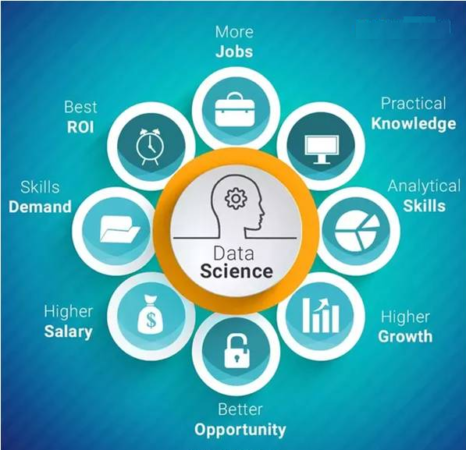 More
Jobs
Practical
Knowledge
Analytical
Skills
Higher
Growth
Better
Opportunity
Higher
Salary
Skills
Demand
Best
ROI
Data
Science
$